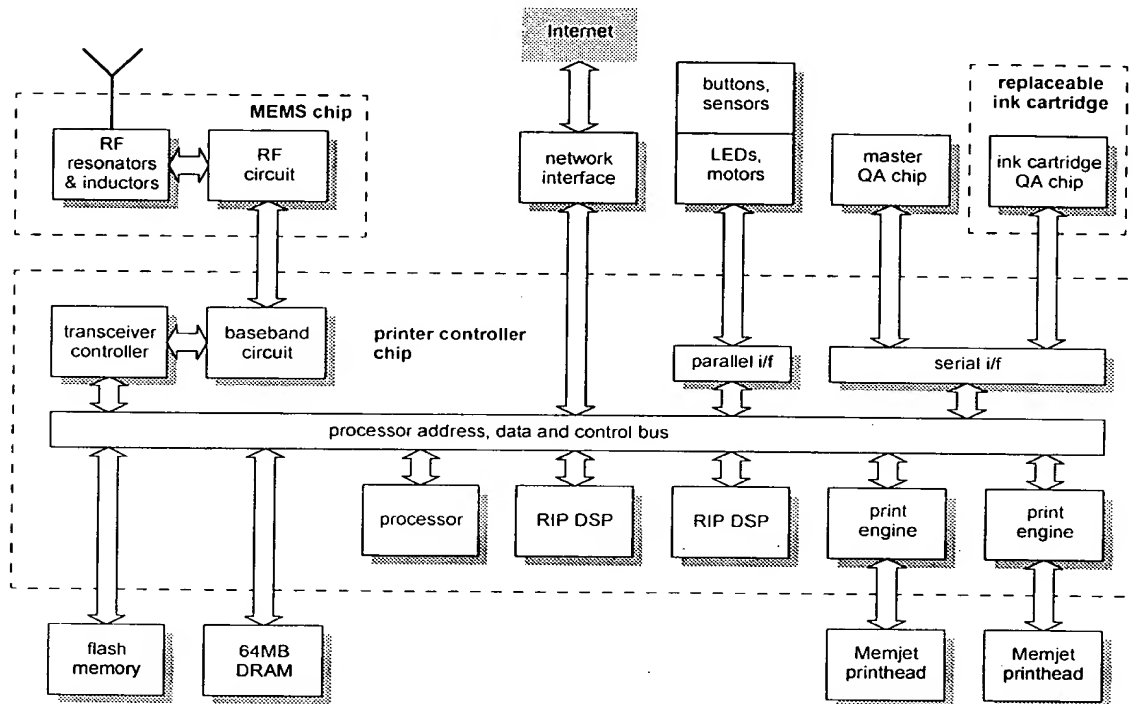 Internet
MEMS chip
RF
resonators
& inductors
RF
circuit
network
interface
buttons,
sensors
LEDs,
motors
master
QA chip
replaceable
ink cartridge
ink cartridge
QA chip
transceiver
controller
baseband
circuit
printer controller
chip
parallel i/f
serial i/f
processor address, data and control bus
processor
RIP DSP
RIP DSP
print
engine
print
engine
flash
memory
64MB
DRAM
Memjet
printhead
Memjet
printhead